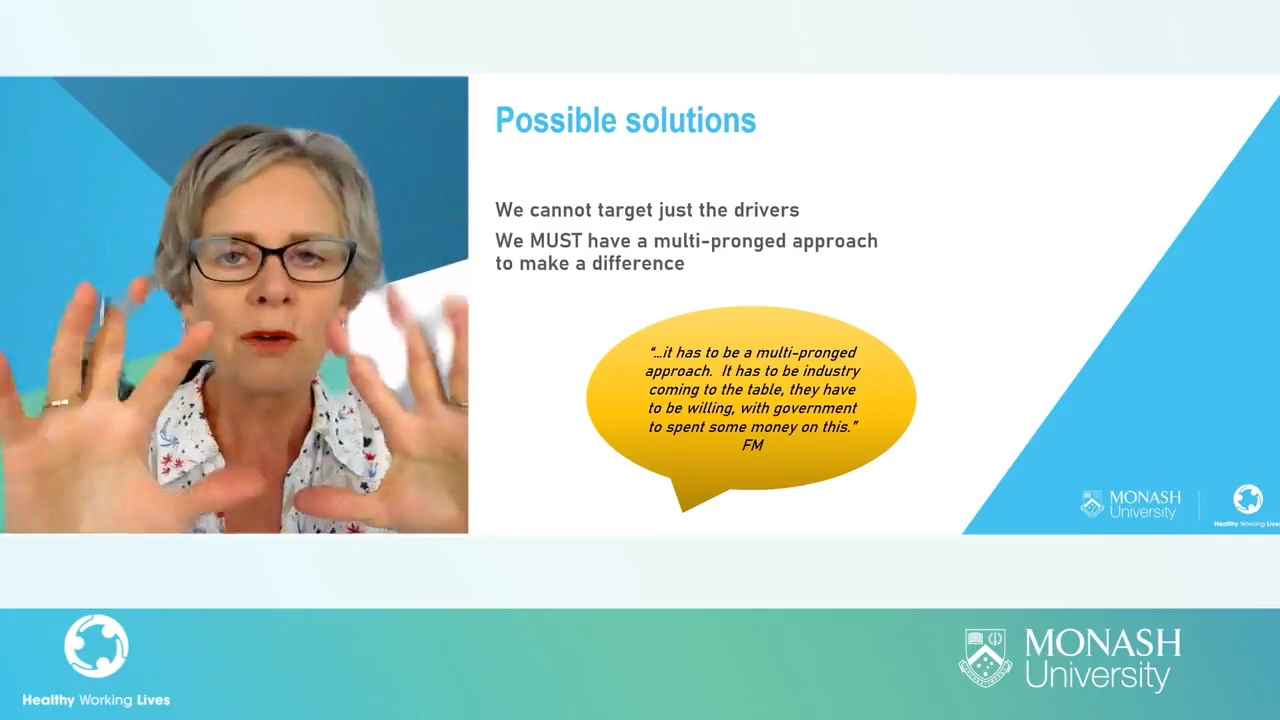 Possible solutions
We cannot target just the drivers
We MUST have a multi-pronged approach
to make a difference
“...it has to be a multi-pronged
approach. It has to be industry
coming to the table, they have
to be willing, with government
to spent some money on this.”
FM
MONASH
University
Healthy Working Lives
Healthy Working Lives
MONASH
University